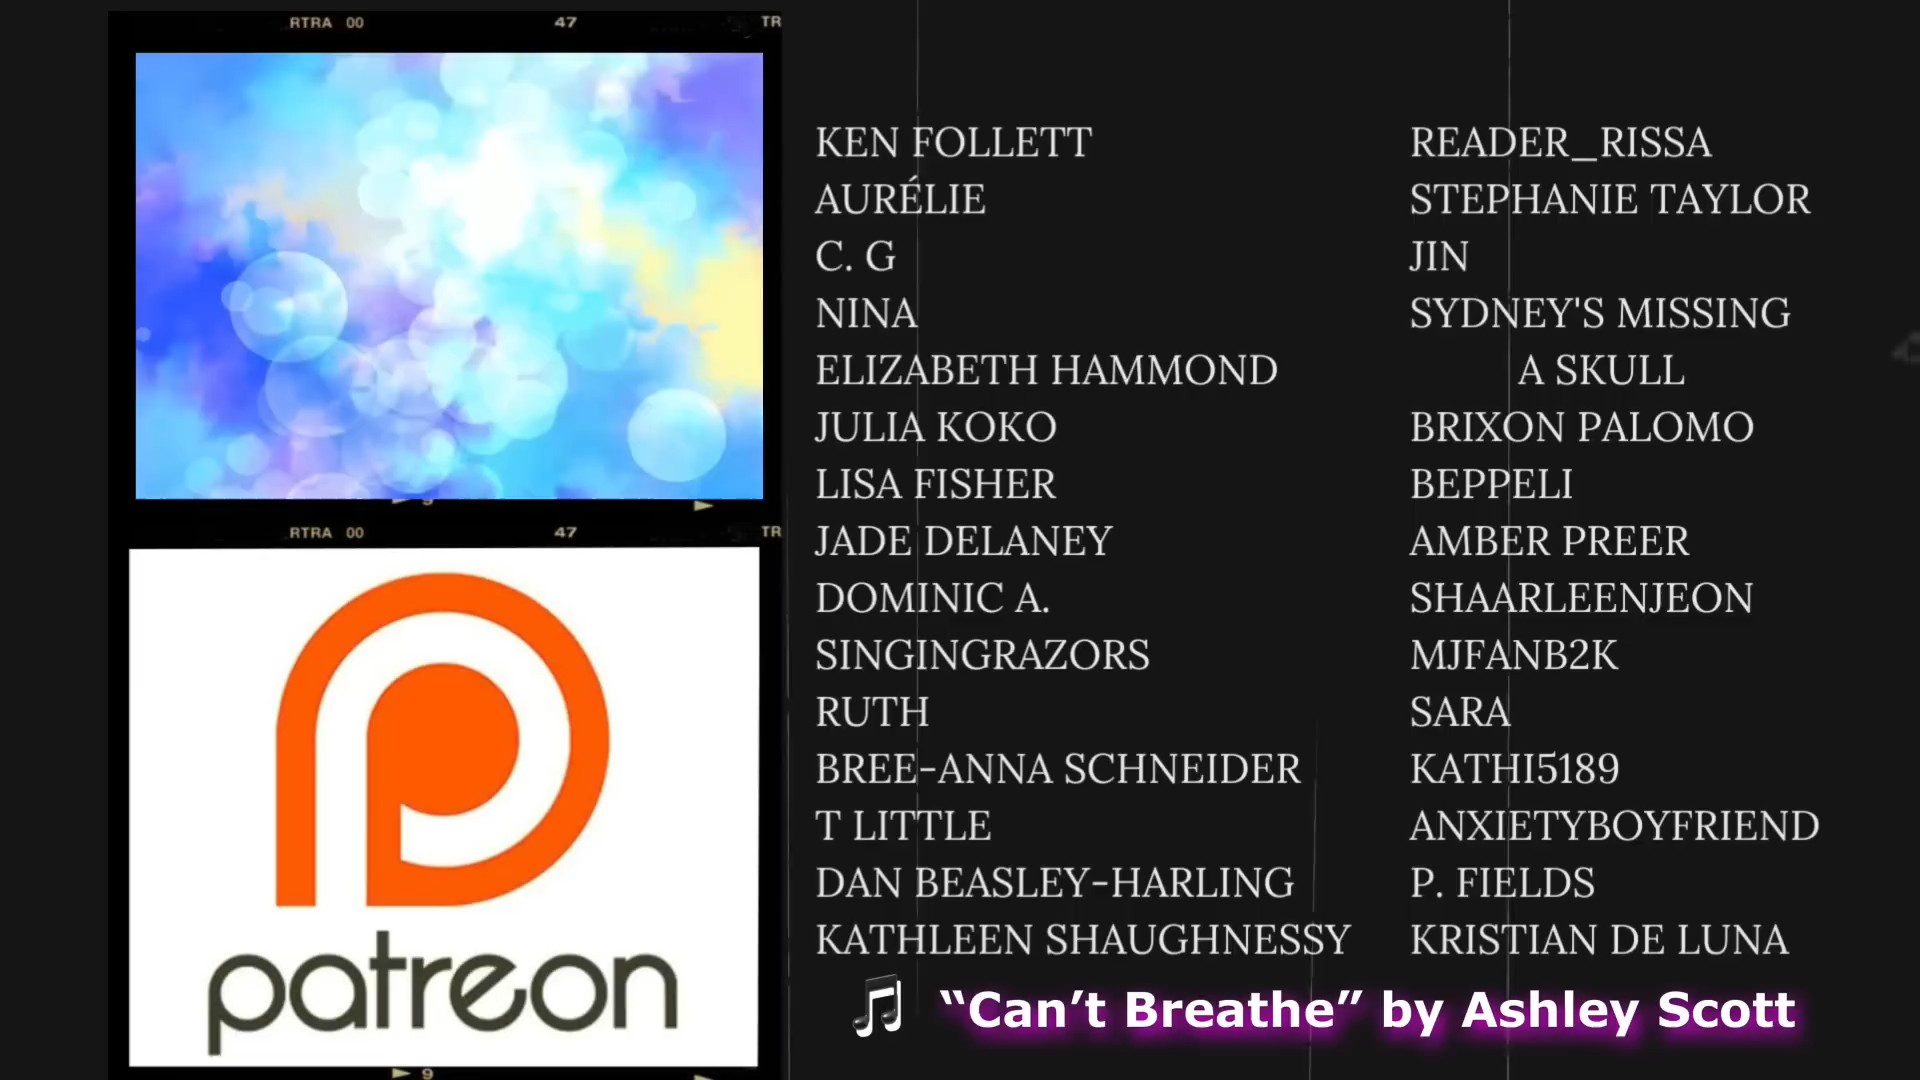 RTRA 00 47 TR
KEN FOLLETT
AURÉLIE
C. G
NINA
ELIZABETH HAMMOND
JULIA KOKO
LISA FISHER
JADE DELANEY
DOMINIC A.
SINGINGRAZORS
RUTH
BREE-ANNA SCHNEIDER
T LITTLE
DAN BEASLEY-HARLING
KATHLEEN SHAUGHNESSY
READER_RISSA
STEPHANIE TAYLOR
JIN
SYDNEY'S MISSING
A SKULL
BRIXON PALOMO
BEPPELI
AMBER PREER
SHAARLEENJEON
MJFANB2K
SARA
KATHI5189
ANXIETYBOYFRIEND
P. FIELDS
KRISTIAN DE LUNA
9
RTRA 00 47 TR
patreon
9
“Can’t Breathe” by Ashley Scott